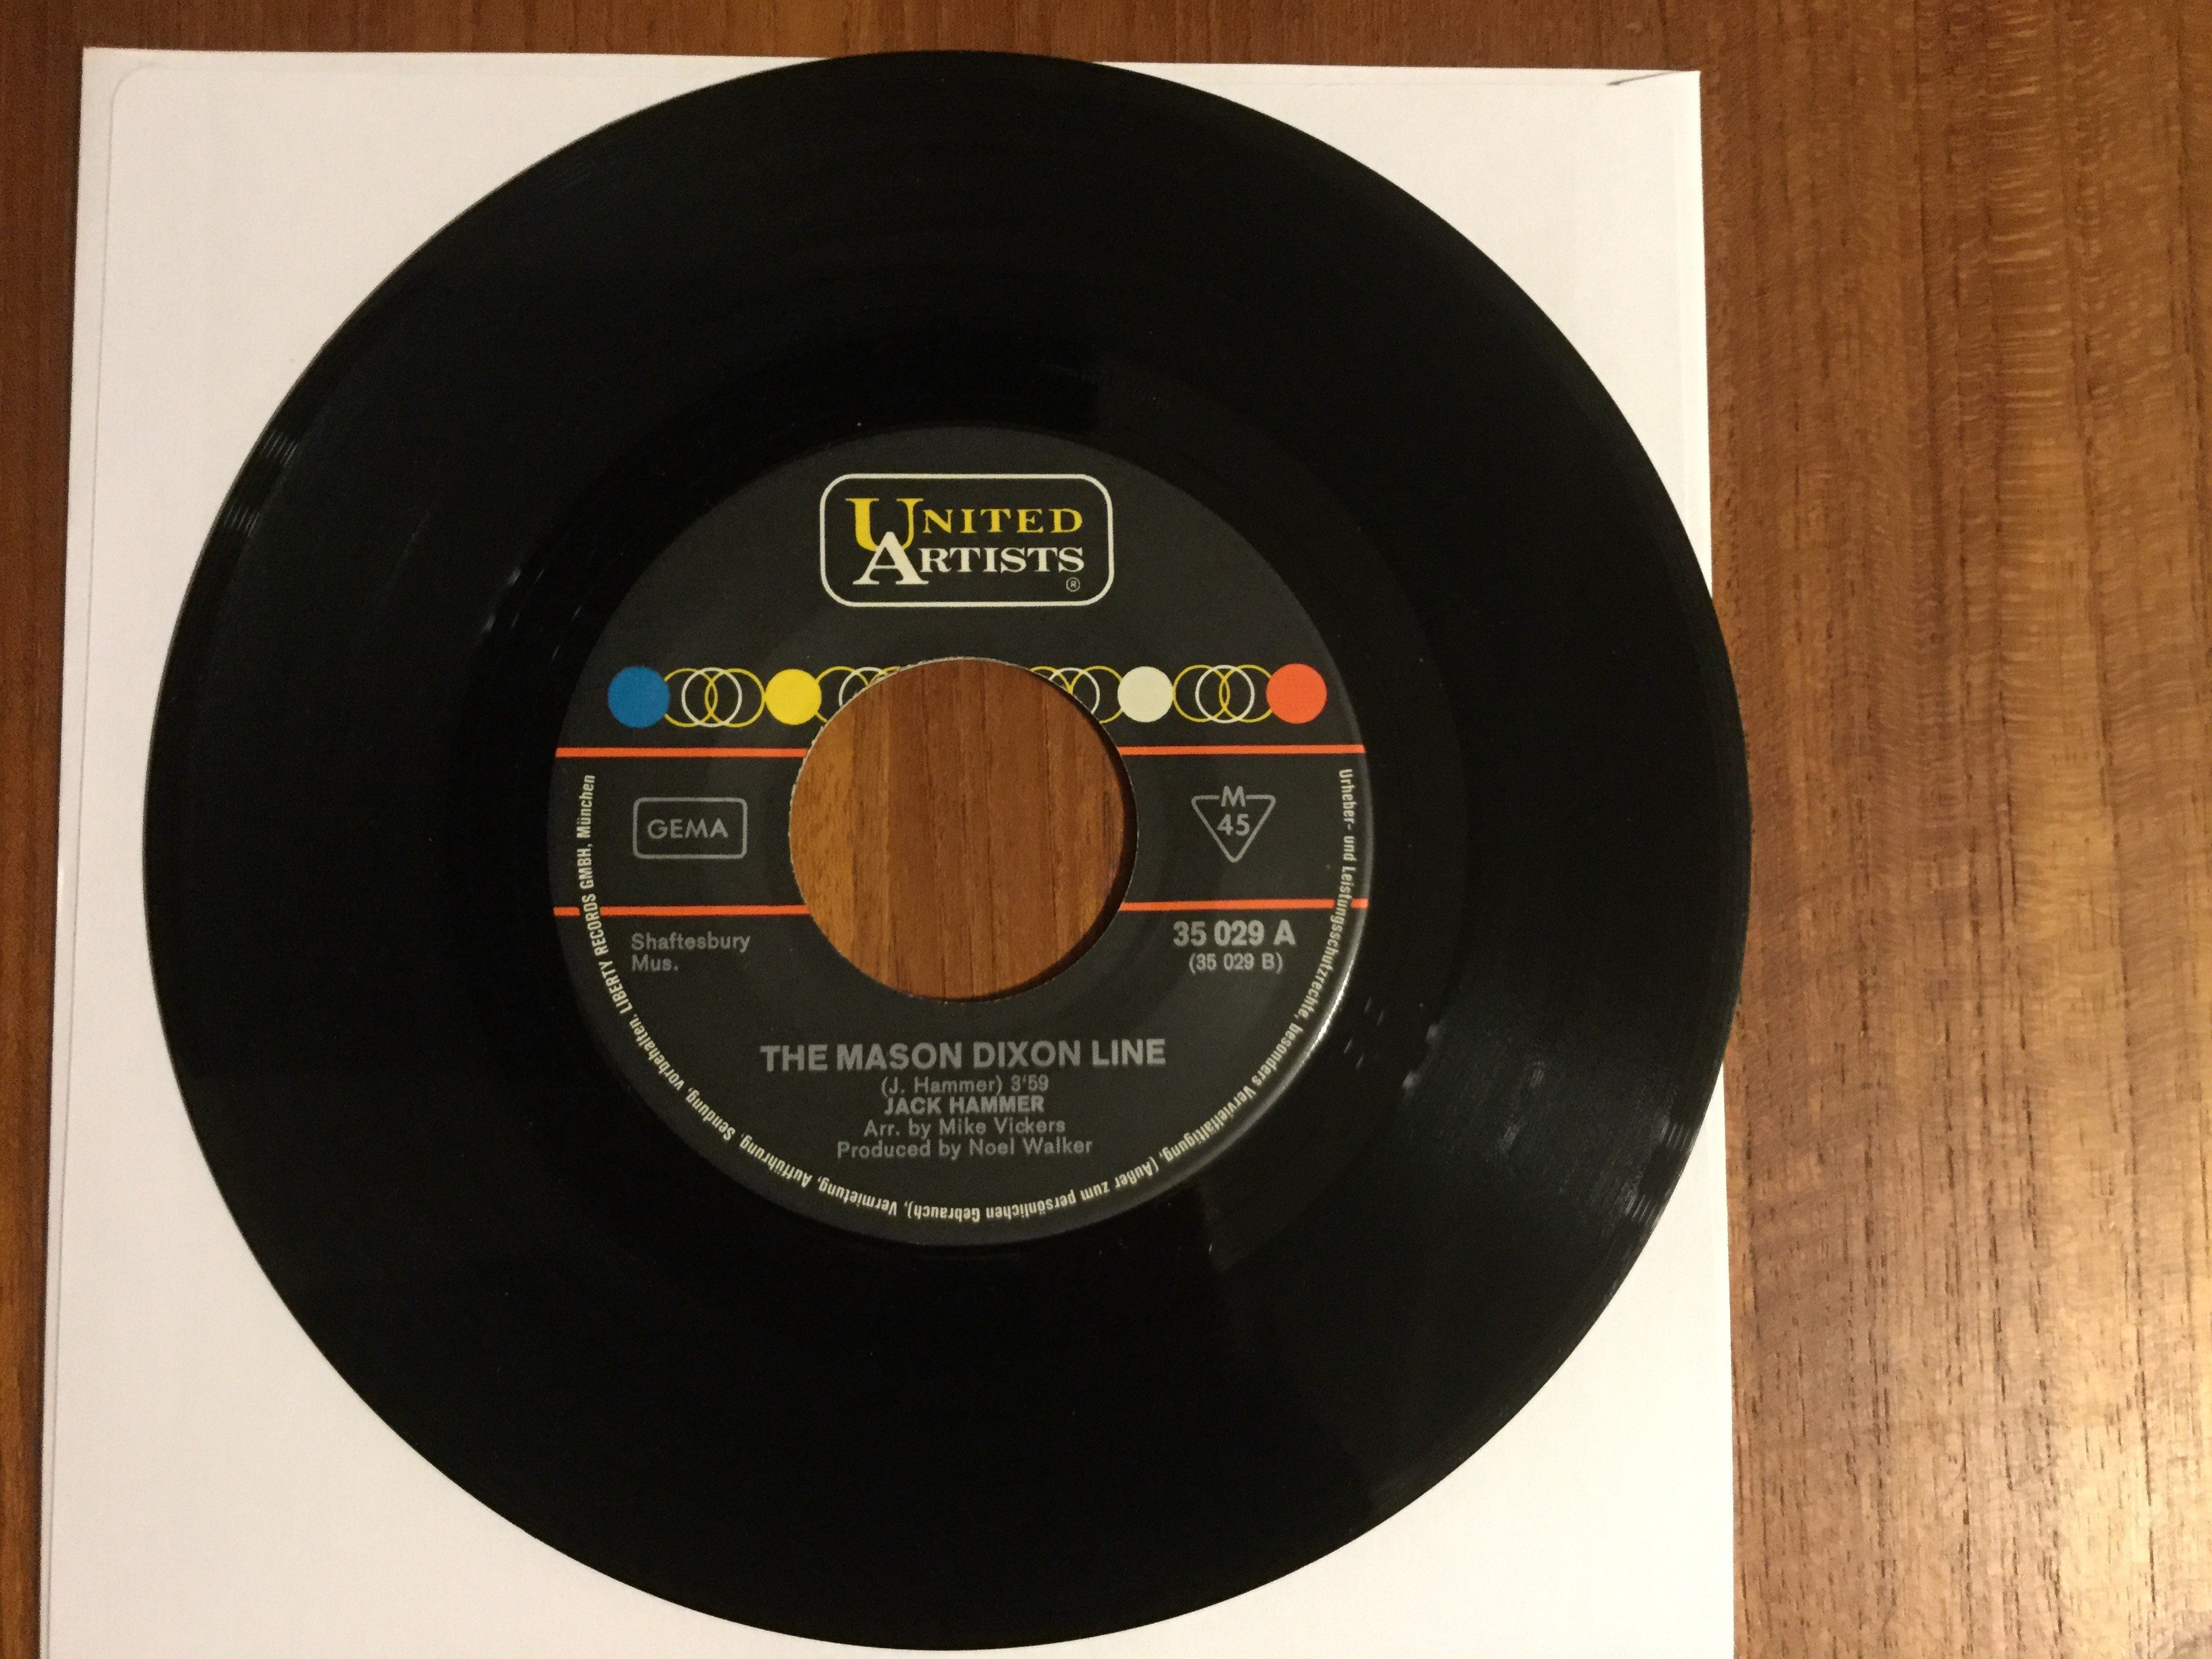 UNITED
ARTISTS
®
GEMA
M
45
Shaftesbury
Mus.
35 029 A
(35 029 B)
THE MASON DIXON LINE
(J. Hammer) 3'59
JACK HAMMER
Arr. by Mike Vickers
Produced by Noel Walker
Urheber- und Leistungsschutzrechte, besonders Vervielfältigung, (Außer zum persönlichen Gebrauch), Vermietung, Aufführung, Sendung, vorbehalten. LIBERTY RECORDS GMBH, München